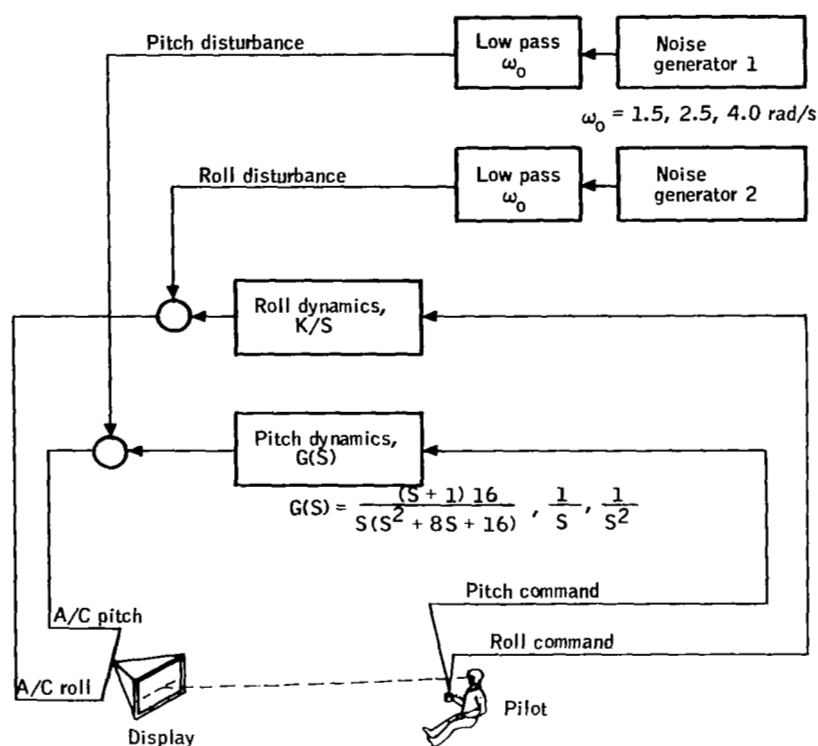 Pitch disturbance
Low pass
ω₀
Noise
generator 1
ω₀ = 1.5, 2.5, 4.0 rad/s
Roll disturbance
Low pass
ω₀
Noise
generator 2
Roll dynamics,
K/S
Pitch dynamics,
G(S)
G(S) = (S + 1) 16 / S(S² + 8S + 16) , 1/S , 1/S²
Pitch command
A/C pitch
Roll command
A/C roll
Pilot
Display